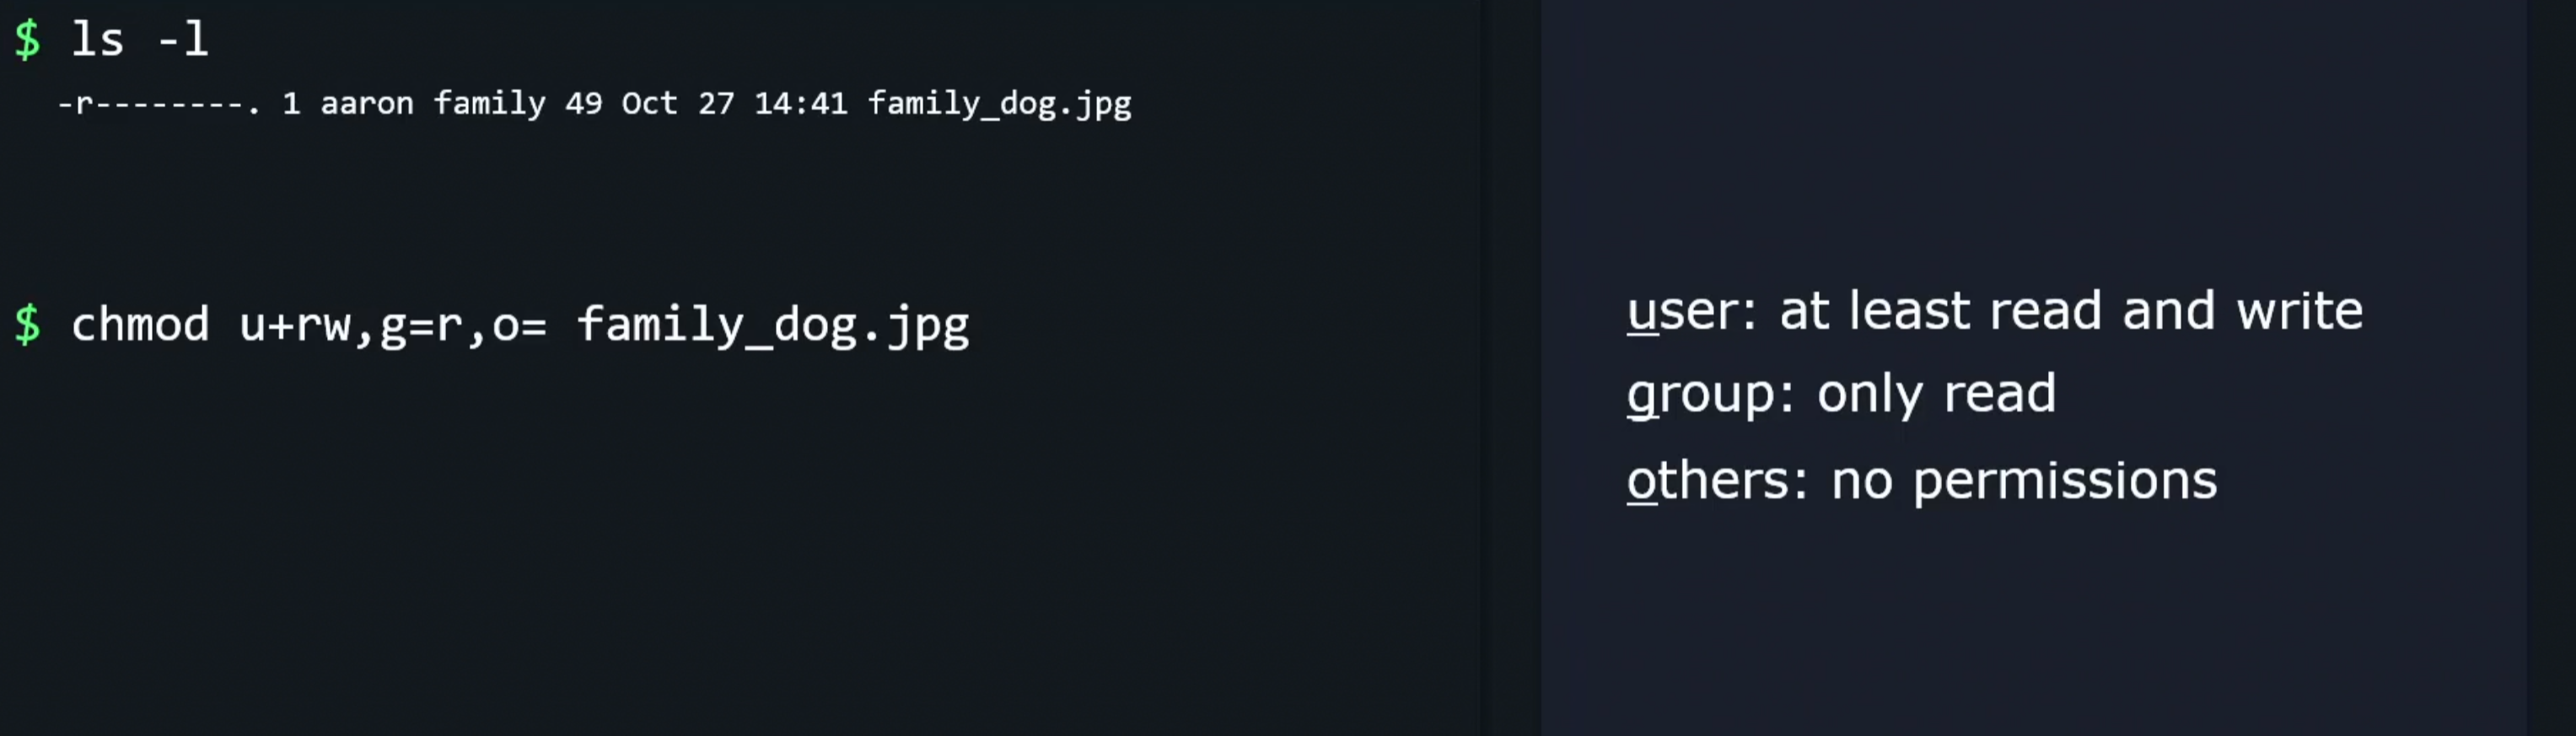 $ ls -l
-r--------. 1 aaron family 49 Oct 27 14:41 family_dog.jpg
$ chmod u+rw,g=r,o= family_dog.jpg
user: at least read and write
group: only read
others: no permissions